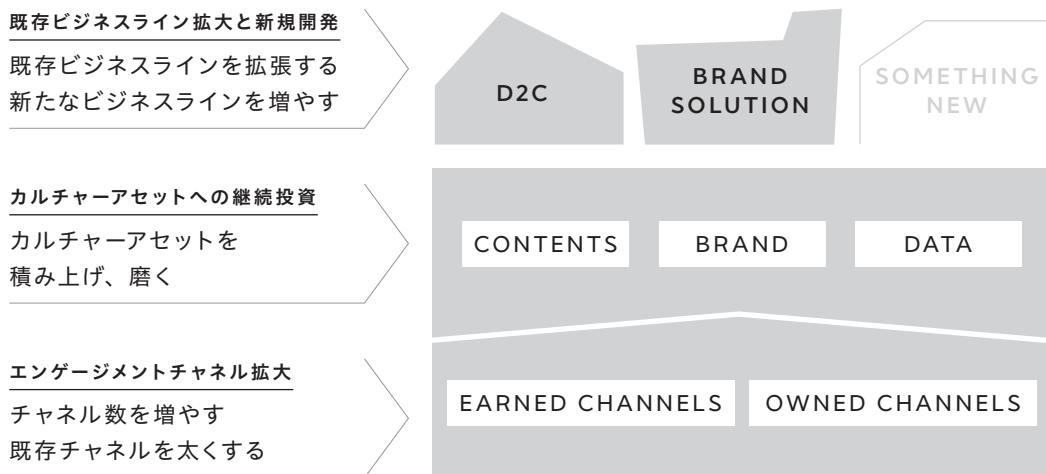 既存ビジネスライン拡大と新規開発
既存ビジネスラインを拡張する
新たなビジネスラインを増やす
D2C
BRAND
SOLUTION
SOMETHING
NEW
カルチャーアセットへの継続投資
カルチャーアセットを
積み上げ、磨く
CONTENTS
BRAND
DATA
エンゲージメントチャネル拡大
チャネル数を増やす
既存チャネルを太くする
EARNED CHANNELS
OWNED CHANNELS